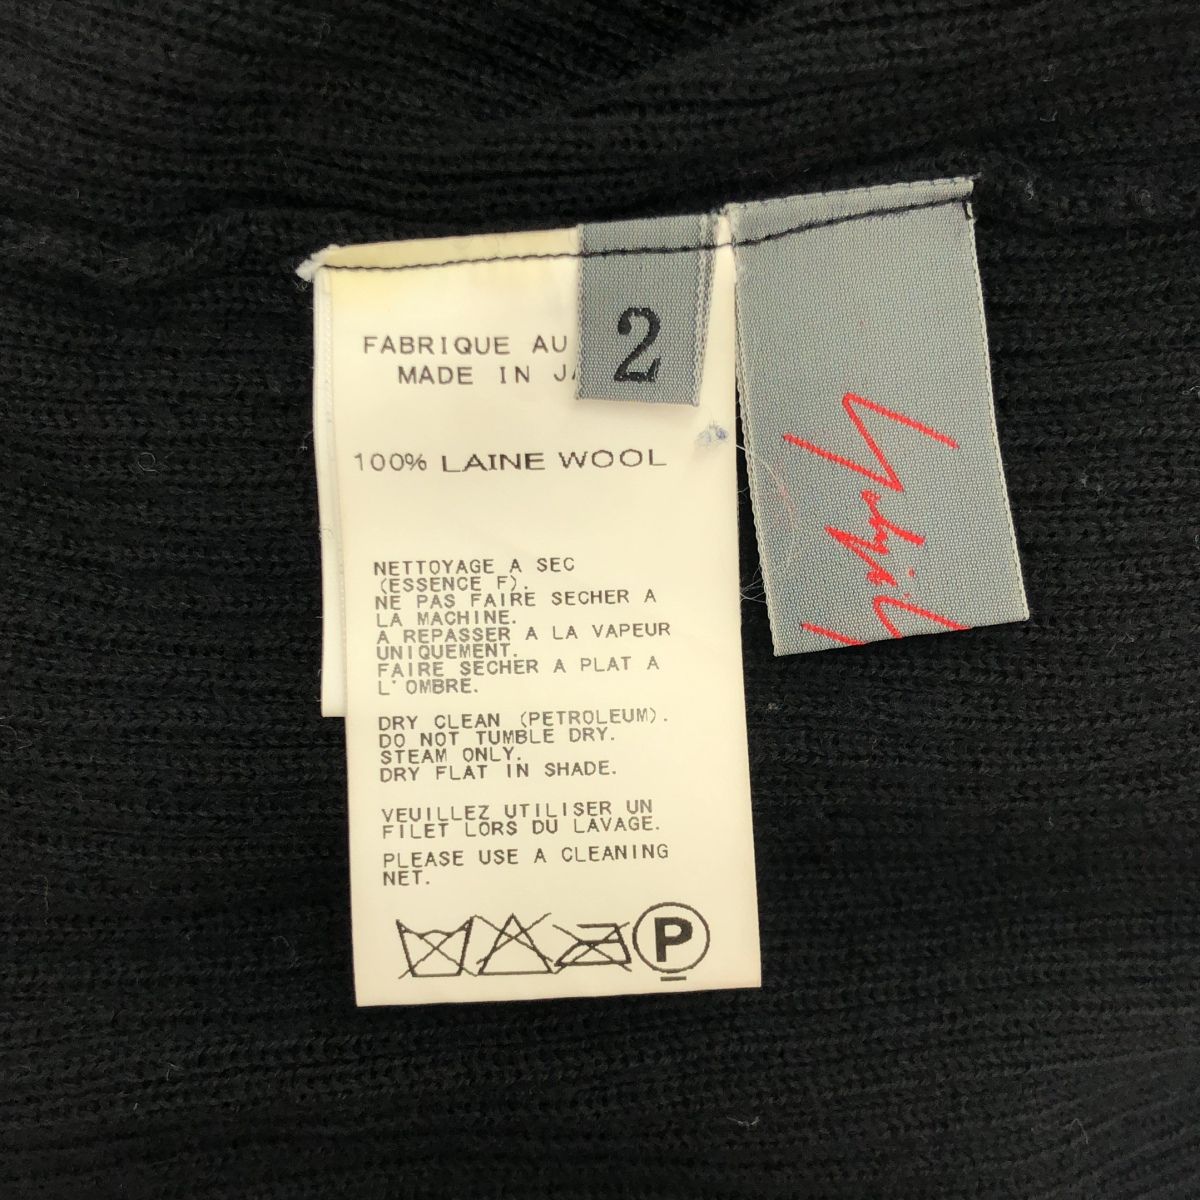 FABRIQUE AU
MADE IN
2
100% LAINE WOOL
NETTOYAGE A SEC
(ESSENCE F).
NE PAS FAIRE SECHER A
LA MACHINE.
A REPASSER A LA VAPEUR
UNIQUEMENT.
FAIRE SECHER A PLAT A
L'OMBRE.
DRY CLEAN (PETROLEUM).
DO NOT TUMBLE DRY.
STEAM ONLY.
DRY FLAT IN SHADE.
VEUILLEZ UTILISER UN
FILET LORS DU LAVAGE.
PLEASE USE A CLEANING
NET.
P